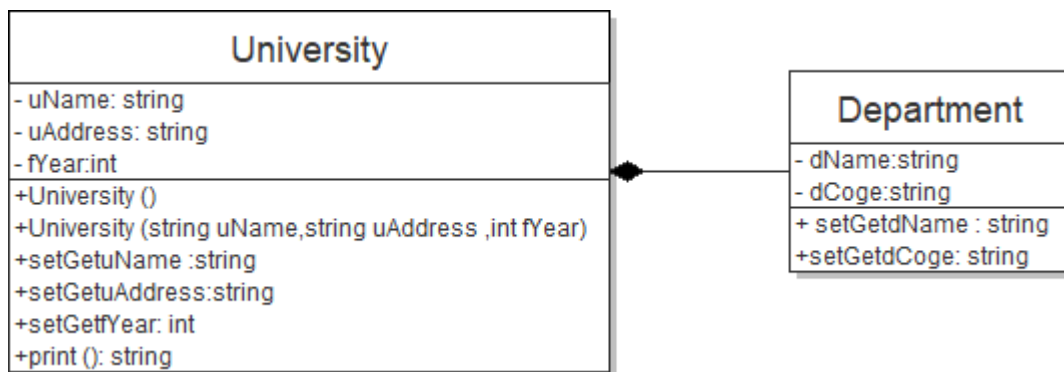 University
- uName: string
- uAddress: string
- fYear:int
+University ()
+University (string uName,string uAddress ,int fYear)
+setGetuName :string
+setGetuAddress:string
+setGetfYear: int
+print (): string
Department
- dName:string
- dCoge:string
+ setGetdName : string
+setGetdCoge: string